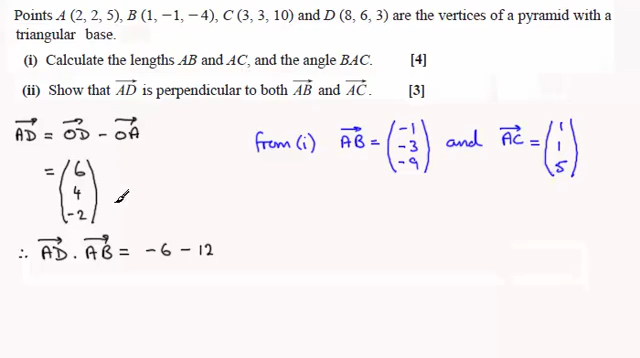 Points A (2, 2, 5), B (1, −1, −4), C (3, 3, 10) and D (8, 6, 3) are the vertices of a pyramid with a
triangular base.
(i) Calculate the lengths AB and AC, and the angle BAC. [4]
(ii) Show that AD⃗ is perpendicular to both AB⃗ and AC⃗. [3]
AD⃗ = OD⃗ − OA⃗
from (i) AB⃗ = (−1 −3 −9) and AC⃗ = (1 1 5)
= (6 4 −2)
∴ AD⃗ . AB⃗ = −6 − 12